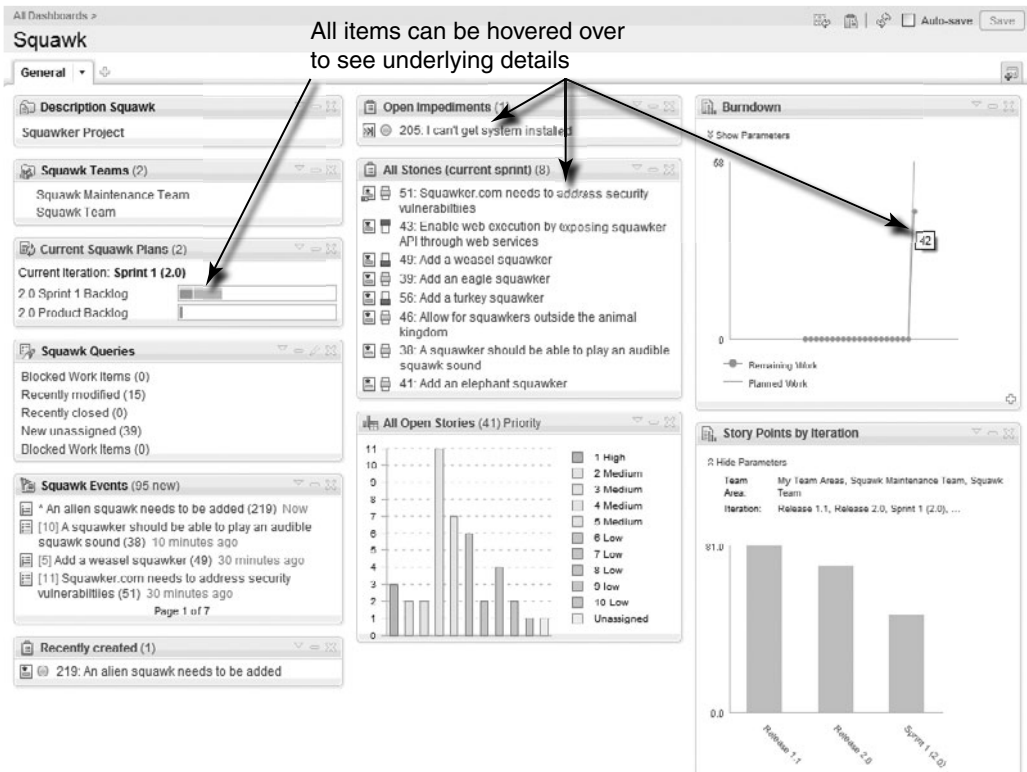 All Dashboards >
Squawk
Auto-save
Save
All items can be hovered over
to see underlying details
General
Description Squawk
Squawker Project
Squawk Teams (2)
Squawk Maintenance Team
Squawk Team
Current Squawk Plans (2)
Current Iteration: Sprint 1 (2.0)
2.0 Sprint 1 Backlog
2.0 Product Backlog
Squawk Queries
Blocked Work Items (0)
Recently modified (15)
Recently closed (0)
New unassigned (39)
Blocked Work Items (0)
Squawk Events (95 new)
* An alien squawk needs to be added (219) Now
[10] A squawker should be able to play an audible
squawk sound (38) 10 minutes ago
[5] Add a weasel squawker (49) 30 minutes ago
[11] Squawker.com needs to address security
vulnerabiltiies (51) 30 minutes ago
Page 1 of 7
Recently created (1)
219: An alien squawk needs to be added
Open Impediments (1)
205: I can't get system installed
All Stories (current sprint) (8)
51: Squawker.com needs to address security
vulnerabiltiies
43: Enable web execution by exposing squawker
API through web services
49: Add a weasel squawker
39: Add an eagle squawker
56: Add a turkey squawker
46: Allow for squawkers outside the animal
kingdom
38: A squawker should be able to play an audible
squawk sound
41: Add an elephant squawker
All Open Stories (41) Priority
11
10
9
8
7
6
5
4
3
2
1
0
1 High
2 Medium
3 Medium
4 Medium
5 Medium
6 Low
7 Low
8 Low
9 low
10 Low
Unassigned
Burndown
Show Parameters
68
42
0
Remaining Work
Planned Work
Story Points by Iteration
Hide Parameters
Team Area: My Team Areas, Squawk Maintenance Team, Squawk
Team
Iteration: Release 1.1, Release 2.0, Sprint 1 (2.0), ...
0.0
Release 1.1
Release 2.0
Sprint 1 (2.0)